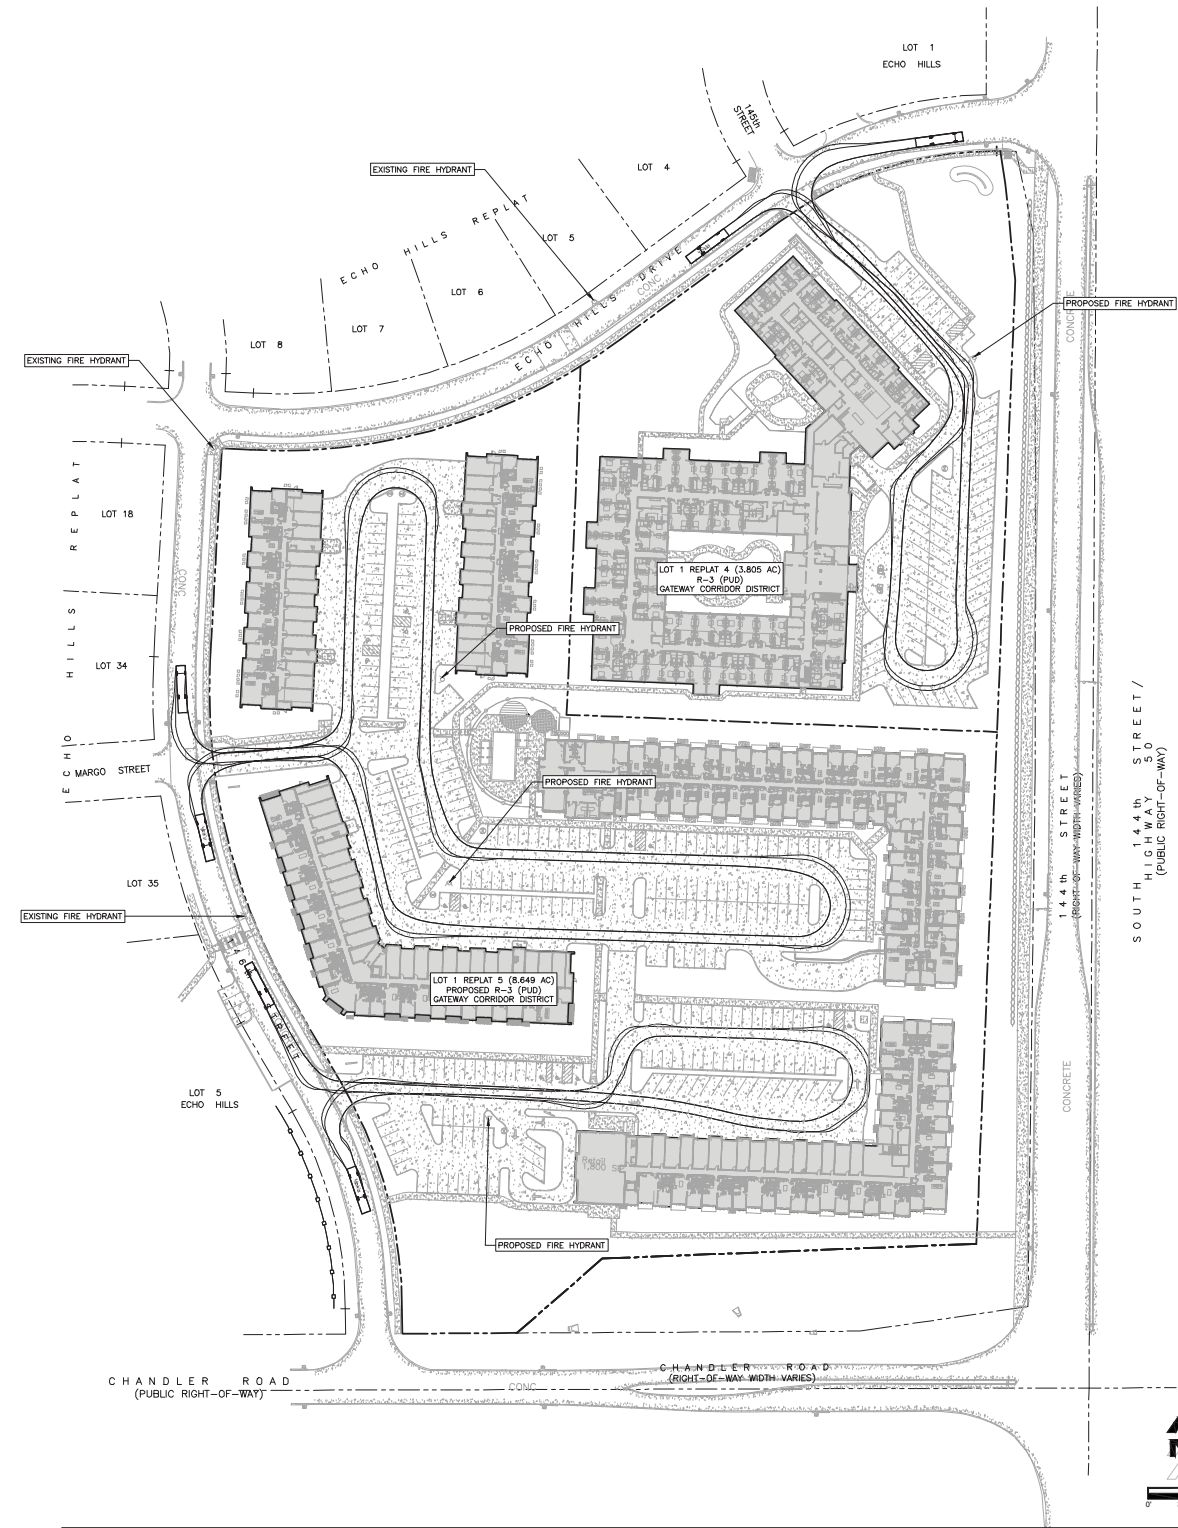 LOT 1
ECHO HILLS
145th
STREET
EXISTING FIRE HYDRANT
LOT 4
ECHO HILLS REPLAT
LOT 5
LOT 6
LOT 7
LOT 8
ECHO HILLS DRIVE
CONC
PROPOSED FIRE HYDRANT
CONCRETE
EXISTING FIRE HYDRANT
ECHO HILLS REPLAT
LOT 18
CONC
LOT 1 REPLAT 4 (3.805 AC)
R-3 (PUD)
GATEWAY CORRIDOR DISTRICT
PROPOSED FIRE HYDRANT
LOT 34
MARGO STREET
PROPOSED FIRE HYDRANT
144th STREET
(RIGHT-OF-WAY WIDTH VARIES)
SOUTH 144th STREET/
HIGHWAY 50
(PUBLIC RIGHT-OF-WAY)
LOT 35
EXISTING FIRE HYDRANT
STREET
LOT 1 REPLAT 5 (8.649 AC)
PROPOSED R-3 (PUD)
GATEWAY CORRIDOR DISTRICT
LOT 5
ECHO HILLS
CONCRETE
Retail
PROPOSED FIRE HYDRANT
CHANDLER ROAD
(PUBLIC RIGHT-OF-WAY)
CONC
CHANDLER ROAD
(RIGHT-OF-WAY WIDTH VARIES)
0'